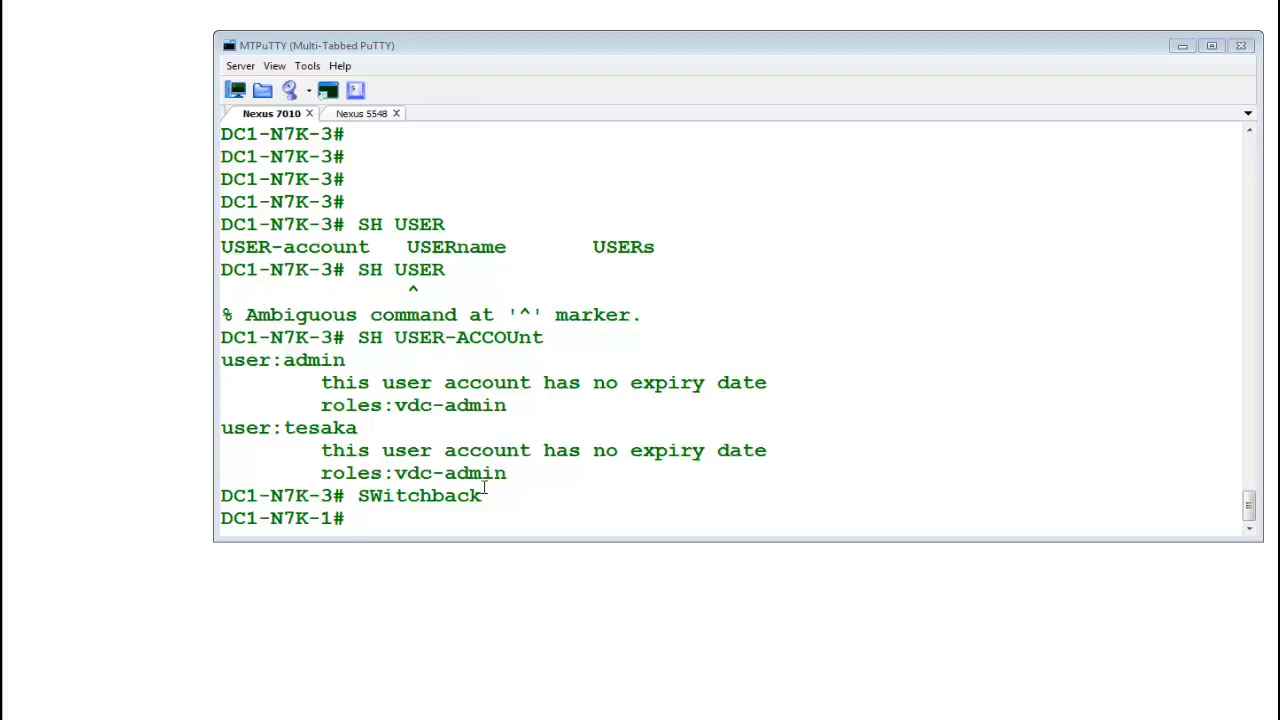 MTPuTTY (Multi-Tabbed PuTTY)
Server View Tools Help
Nexus 7010 X Nexus 5548 X
DC1-N7K-3#
DC1-N7K-3#
DC1-N7K-3#
DC1-N7K-3#
DC1-N7K-3# SH USER
USER-account USERname USERs
DC1-N7K-3# SH USER
^
% Ambiguous command at '^' marker.
DC1-N7K-3# SH USER-ACCOUnt
user:admin
this user account has no expiry date
roles:vdc-admin
user:tesaka
this user account has no expiry date
roles:vdc-admin
DC1-N7K-3# SWitchback
DC1-N7K-1#